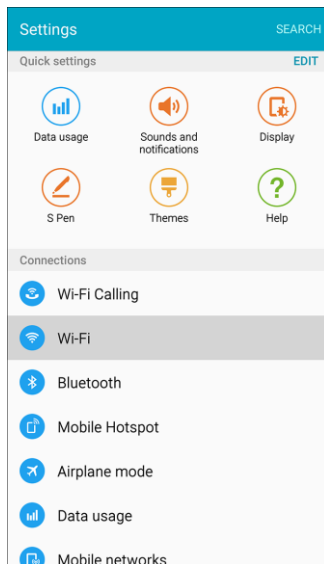 Settings SEARCH
Quick settings EDIT
Data usage
Sounds and
notifications
Display
S Pen
Themes
Help
Connections
Wi-Fi Calling
Wi-Fi
Bluetooth
Mobile Hotspot
Airplane mode
Data usage
Mobile networks